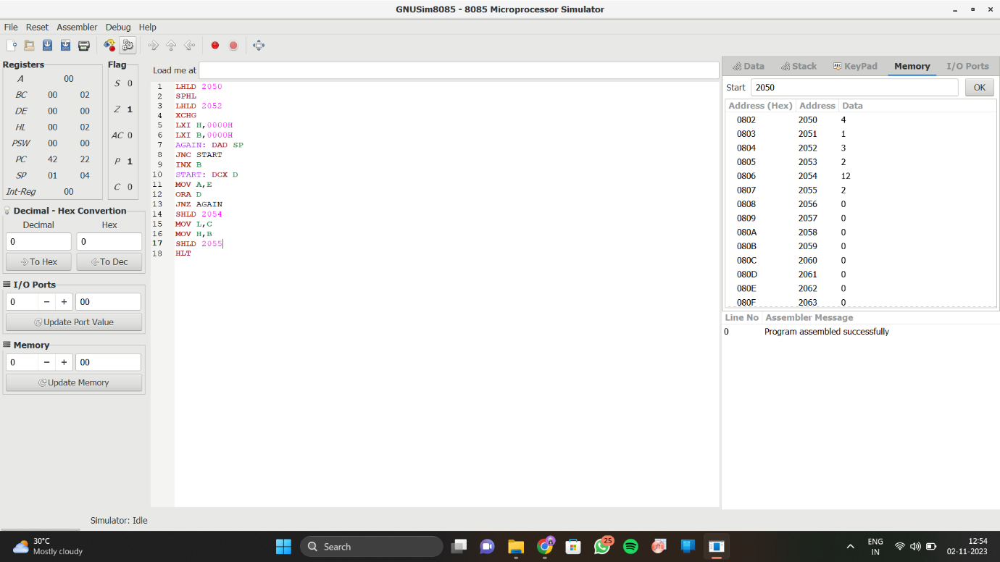 GNUSim8085 - 8085 Microprocessor Simulator
File Reset Assembler Debug Help
Registers
A 00
BC 00 02
DE 00 00
HL 00 02
PSW 00 00
PC 42 22
SP 01 04
Int-Reg 00
Flag
S 0
Z 1
AC 0
P 1
C 0
Decimal - Hex Convertion
Decimal Hex
0 0
To Hex To Dec
I/O Ports
0 − + 00
Update Port Value
Memory
0 − + 00
Update Memory
Load me at
1 LHLD 2050
2 SPHL
3 LHLD 2052
4 XCHG
5 LXI H,0000H
6 LXI B,0000H
7 AGAIN: DAD SP
8 JNC START
9 INX B
10 START: DCX D
11 MOV A,E
12 ORA D
13 JNZ AGAIN
14 SHLD 2054
15 MOV L,C
16 MOV H,B
17 SHLD 2055
18 HLT
Data Stack KeyPad Memory I/O Ports
Start 2050 OK
Address (Hex) Address Data
0802 2050 4
0803 2051 1
0804 2052 3
0805 2053 2
0806 2054 12
0807 2055 2
0808 2056 0
0809 2057 0
080A 2058 0
080B 2059 0
080C 2060 0
080D 2061 0
080E 2062 0
080F 2063 0
Line No Assembler Message
0 Program assembled successfully
Simulator: Idle
30°C
Mostly cloudy
Search
25
ENG
IN
12:54
02-11-2023